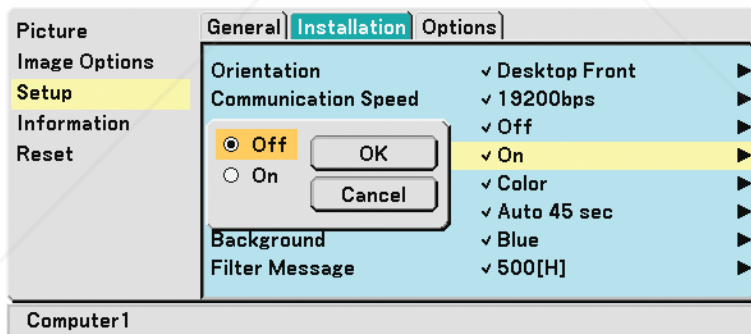 Picture
Image Options
Setup
Information
Reset
General Installation Options
Orientation ✓ Desktop Front ▶
Communication Speed ✓ 19200bps ▶
✓ Off ▶
✓ On ▶
✓ Color ▶
✓ Auto 45 sec ▶
Background ✓ Blue ▶
Filter Message ✓ 500[H] ▶
Off
On
OK
Cancel
Computer1